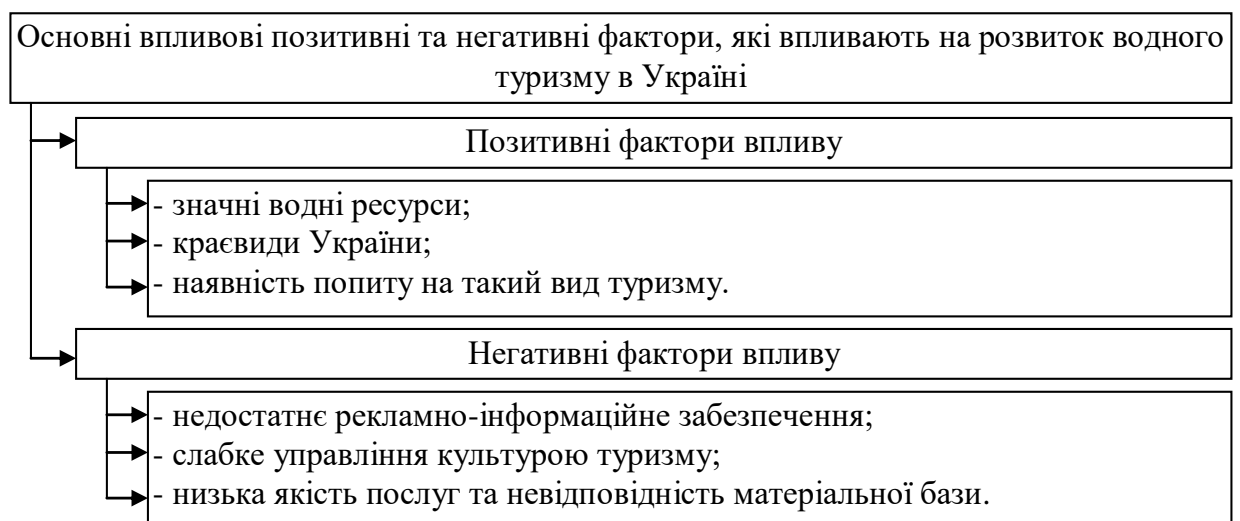 Основні впливові позитивні та негативні фактори, які впливають на розвиток водного
туризму в Україні
Позитивні фактори впливу
- значні водні ресурси;
- краєвиди України;
- наявність попиту на такий вид туризму.
Негативні фактори впливу
- недостатнє рекламно-інформаційне забезпечення;
- слабке управління культурою туризму;
- низька якість послуг та невідповідність матеріальної бази.